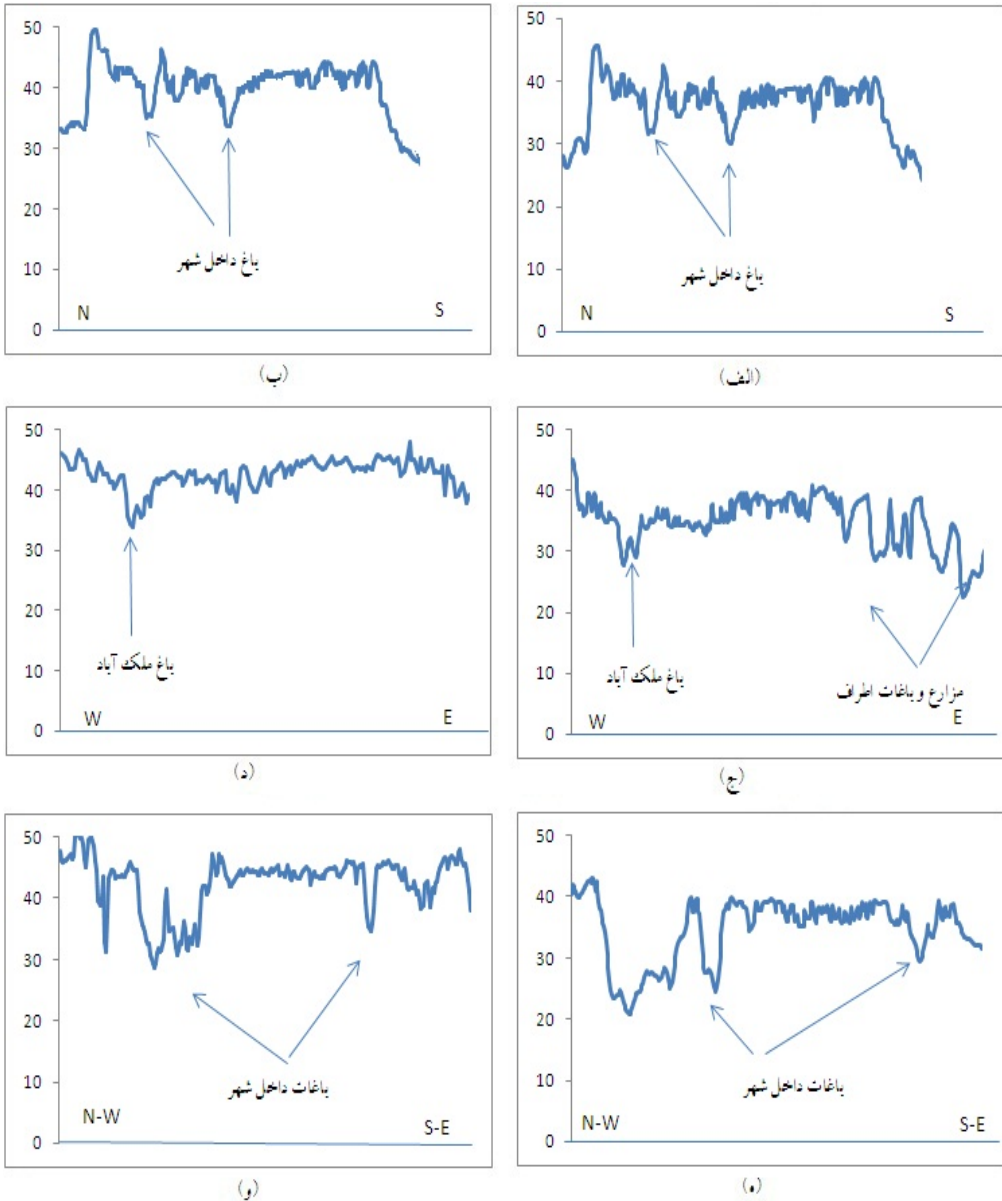 50
40
30
20
10
0
باغ داخل شهر
N
S
(الف)
50
40
30
20
10
0
باغ داخل شهر
N
S
(ب)
50
40
30
20
10
0
باغ ملک آباد
مزارع و باغات اطراف
W
E
(ج)
50
40
30
20
10
0
باغ ملک آباد
W
E
(د)
50
40
30
20
10
0
باغات داخل شهر
N-W
S-E
(ه)
50
40
30
20
10
0
باغات داخل شهر
N-W
S-E
(و)